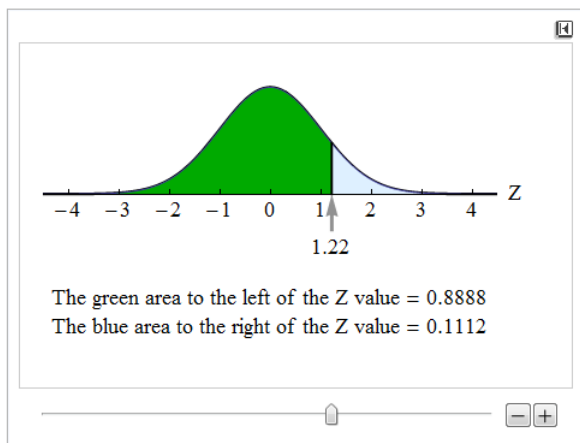 Z
−4 −3 −2 −1 0 1 2 3 4
1.22
The green area to the left of the Z value = 0.8888
The blue area to the right of the Z value = 0.1112